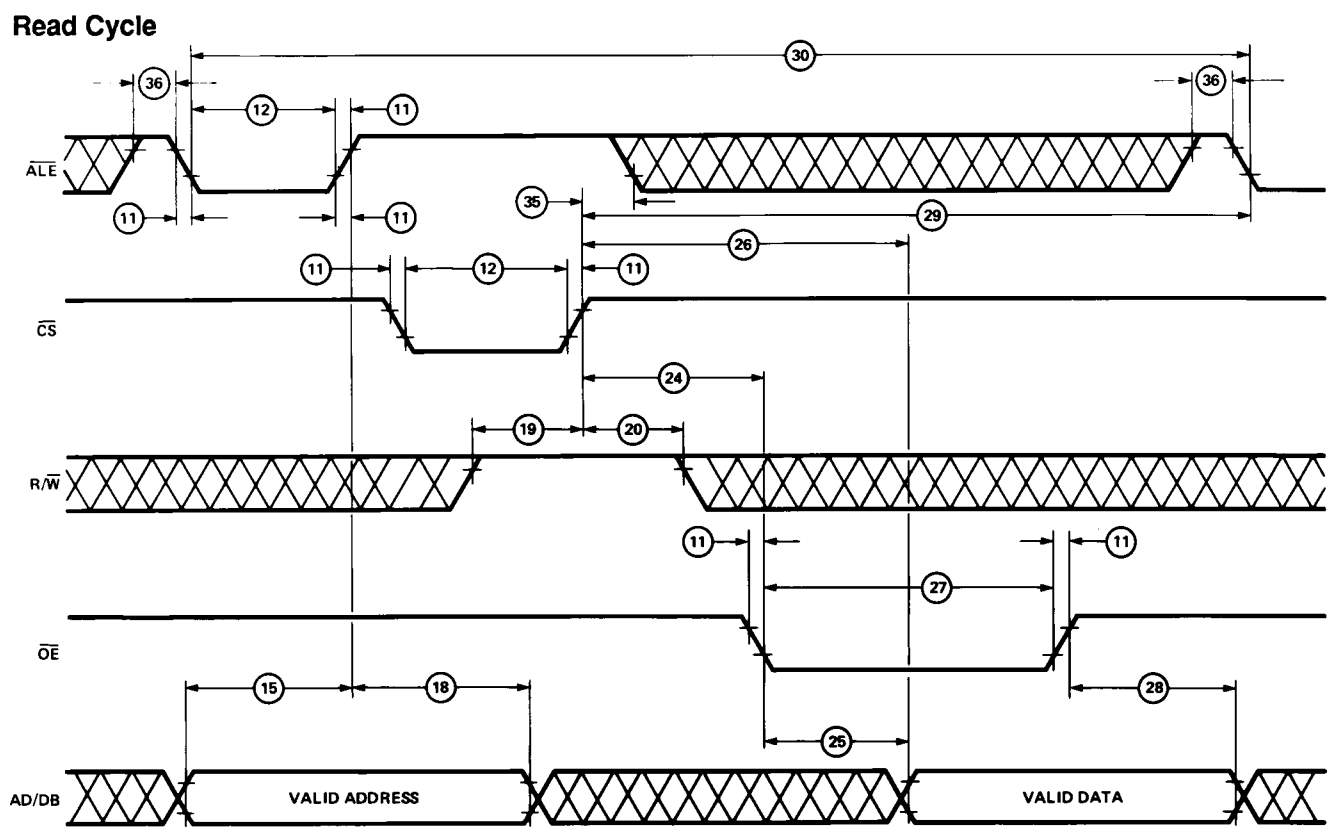 Read Cycle
30
36 12 11 36
ALE
11 11 35 29
26
11 12 11
CS
24
19 20
R/W
11 11
27
OE
15 18 28
25
AD/DB VALID ADDRESS VALID DATA